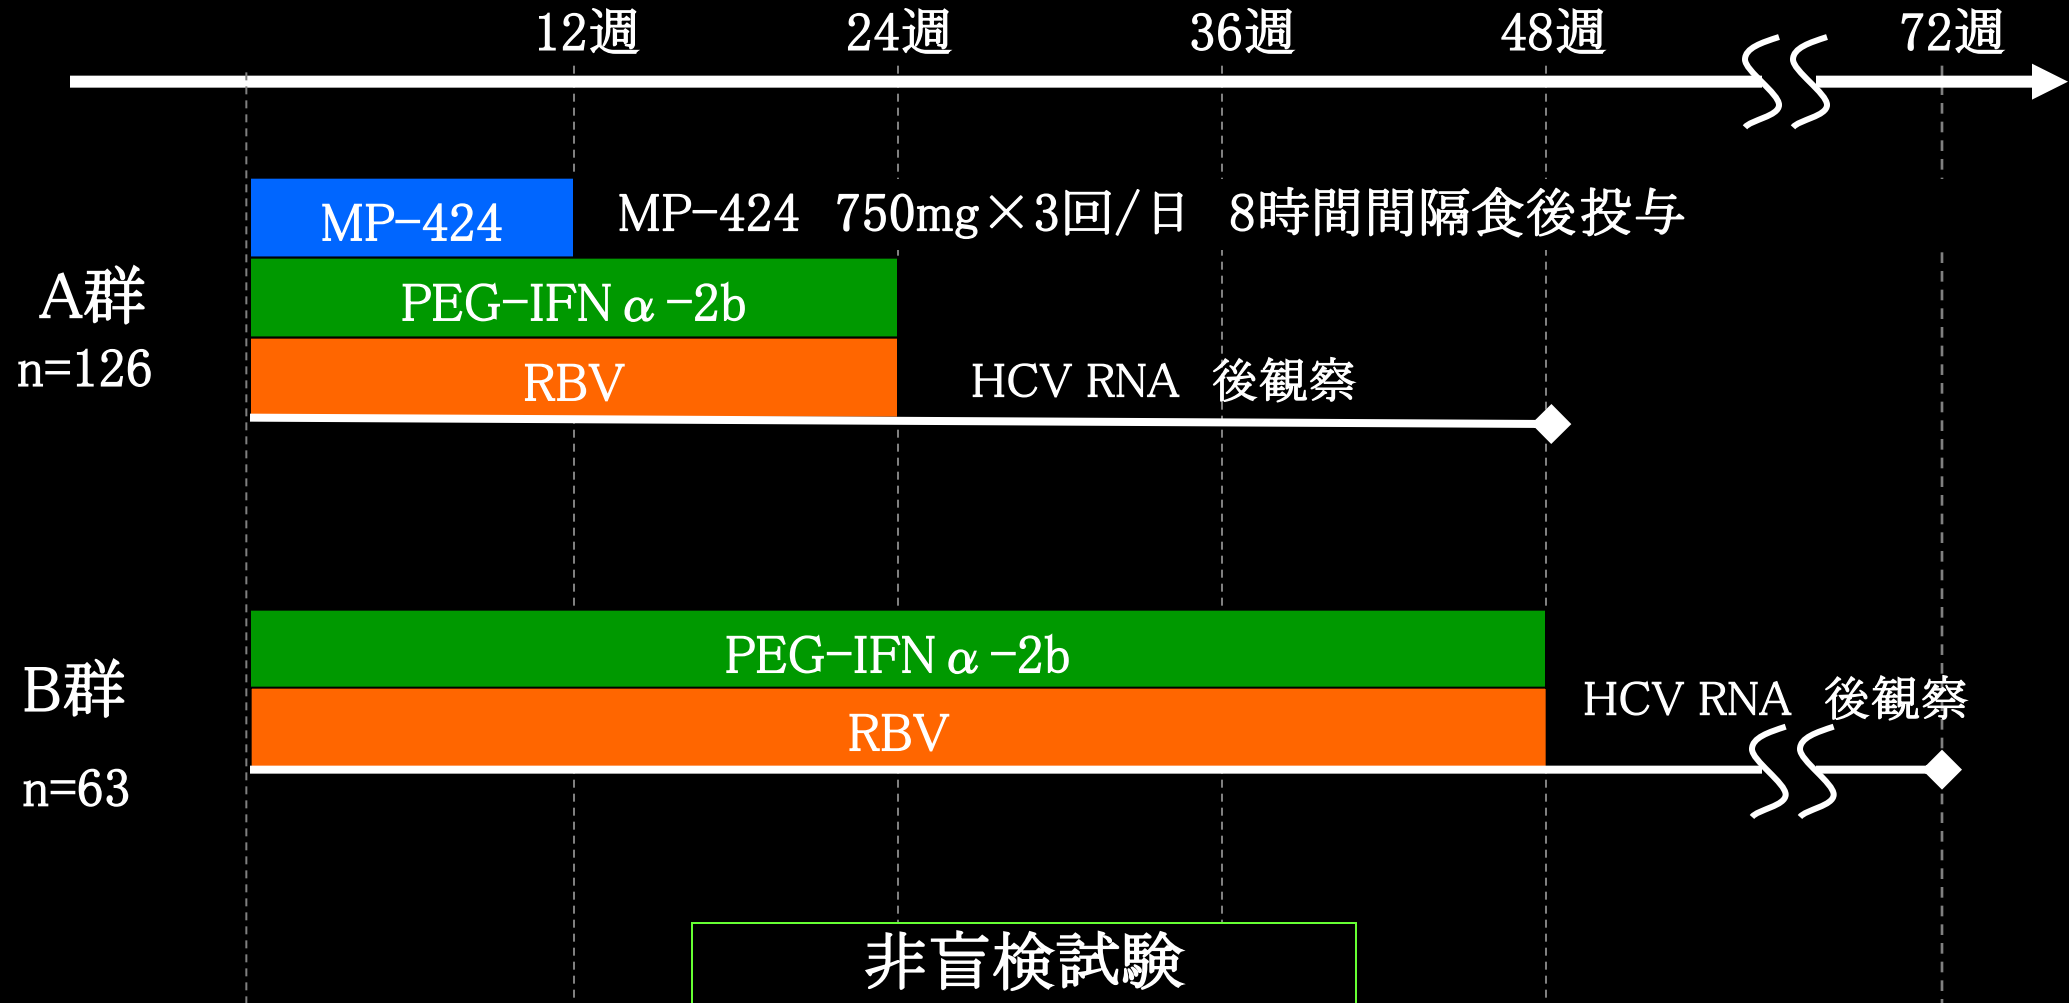 12週 24週 36週 48週 72週
MP-424 MP-424 750mg×3回/日 8時間間隔食後投与
A群 PEG-IFNα-2b
n=126 RBV HCV RNA 後観察
PEG-IFNα-2b
B群 HCV RNA 後観察
RBV
n=63
非盲検試験